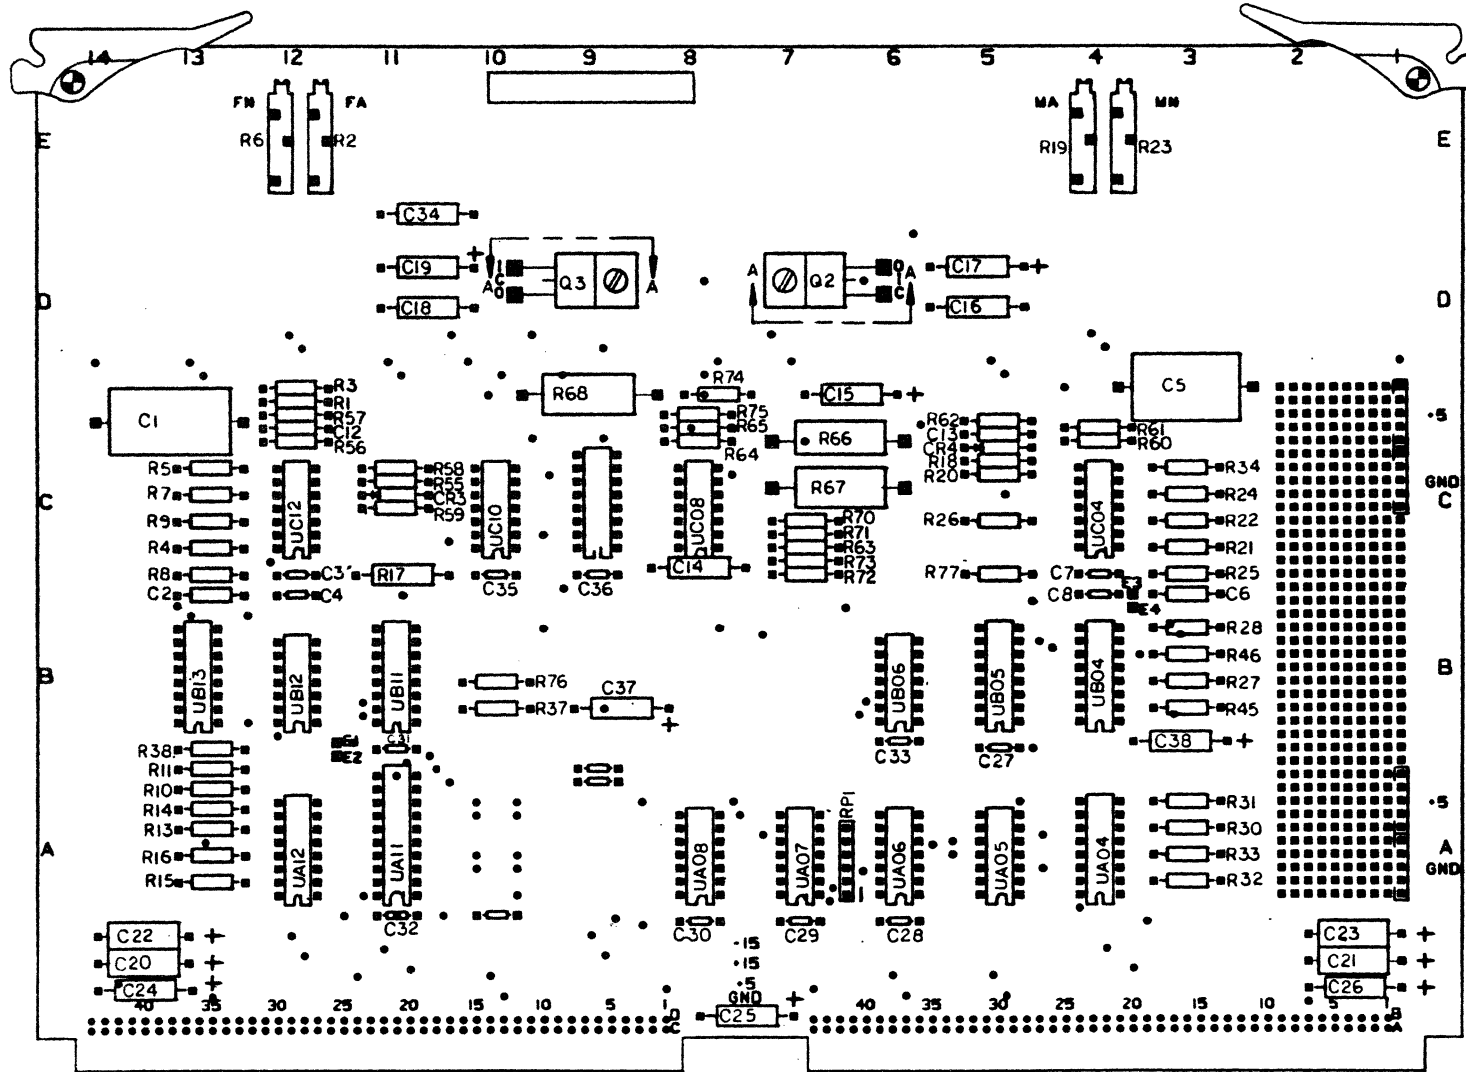 14 13 12 11 10 9 8 7 6 5 4 3 2 1
FN FA MA MN
E R6 R2 R19 R23 E
C34
C19 + A 1 C O Q3 A A Q2 O I C A C17 +
D C18 C16 D
R3 R74 C5
R1 R68 C15 +
C1 R57 R75 R62 R61 .5
C12 R65 R66 C13 R60
R56 R64 CR4
R5 R58 R18 R34
R7 R55 R67 R20 R24 GND
C CR3 C
R9 UC12 R59 UC10 UC08 R70 R26 UC04 R22
R4 R71 R21
R63
R8 C3 R17 C35 C36 C14 R73 R77 C7 R25
C2 C4 R72 C8 E3 C6
E4
R28
B UB13 UB12 UB11 R76 C37 UB06 UB05 UB04 R46 B
R27
R37 + R45
R38 E1 C31 C33 C27 C38 +
R11 E2
R10
R14 RP1 R31 .5
R13 R30
A R16 UA12 UA11 UA08 UA07 UA06 UA05 UA04 R33 A
R15 R32 GND
1
C22 + C32 C30 C29 C28 C23 +
.15
C20 + .15 C21 +
C24 + .5 C26 +
40 35 30 25 20 15 10 5 1 GND + 40 35 30 25 20 15 10 5 1
D C25 B
C A